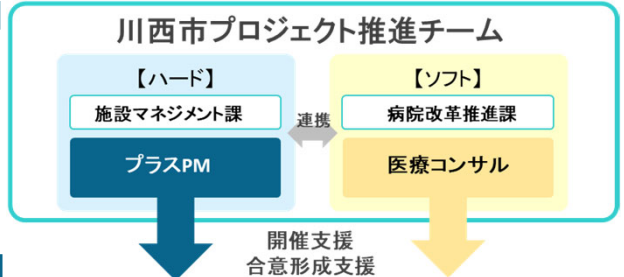 川西市プロジェクト推進チーム
【ハード】
施設マネジメント課
プラスPM
連携
【ソフト】
病院改革推進課
医療コンサル
開催支援
合意形成支援